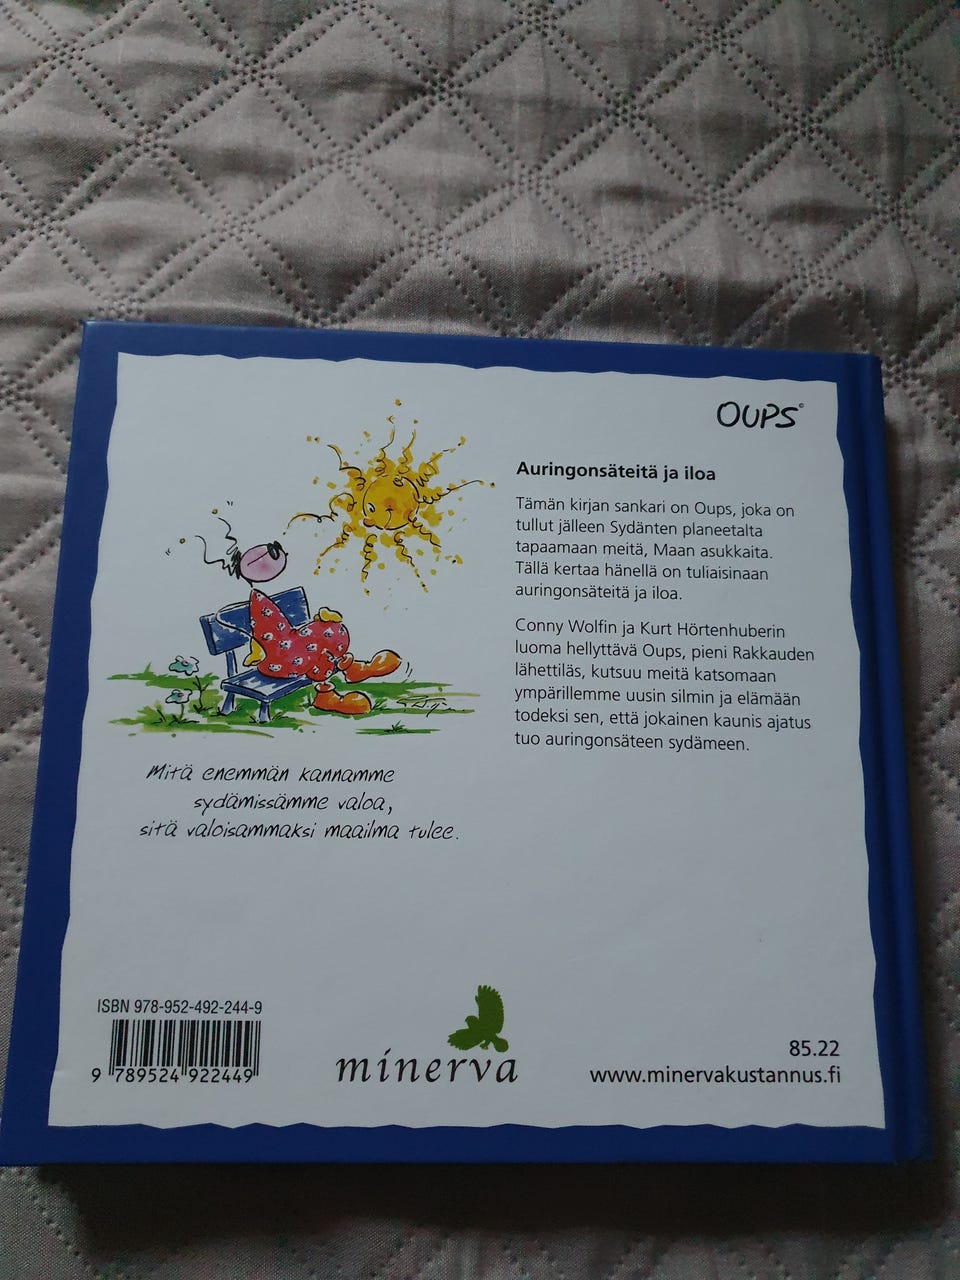 OUPS©
Auringonsäteitä ja iloa
Tämän kirjan sankari on Oups, joka on
tullut jälleen Sydänten planeetalta
tapaamaan meitä, Maan asukkaita.
Tällä kertaa hänellä on tuliaisinaan
auringonsäteitä ja iloa.
Conny Wolfin ja Kurt Hörtenhuberin
luoma hellyttävä Oups, pieni Rakkauden
lähettiläs, kutsuu meitä katsomaan
ympärillemme uusin silmin ja elämään
todeksi sen, että jokainen kaunis ajatus
tuo auringonsäteen sydämeen.
Mitä enemmän kannamme
sydämissämme valoa,
sitä valoisammaksi maailma tulee.
ISBN 978-952-492-244-9
9 789524 922449
minerva
85.22
www.minervakustannus.fi